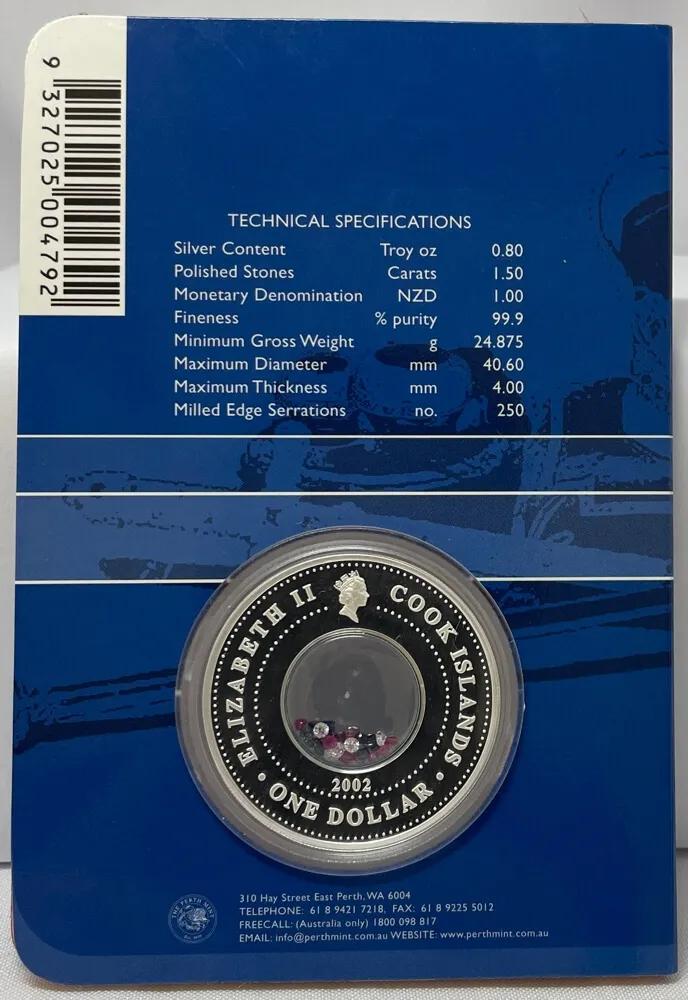 9 327025 004792
TECHNICAL SPECIFICATIONS
Silver Content Troy oz 0.80
Polished Stones Carats 1.50
Monetary Denomination NZD 1.00
Fineness % purity 99.9
Minimum Gross Weight g 24.875
Maximum Diameter mm 40.60
Maximum Thickness mm 4.00
Milled Edge Serrations no. 250
ELIZABETH II COOK ISLANDS
2002
• ONE DOLLAR •
THE PERTH MINT
310 Hay Street East Perth, WA 6004
TELEPHONE: 61 8 9421 7218, FAX: 61 8 9225 5012
FREECALL: (Australia only) 1800 098 817
EMAIL: info@perthmint.com.au WEBSITE: www.perthmint.com.au